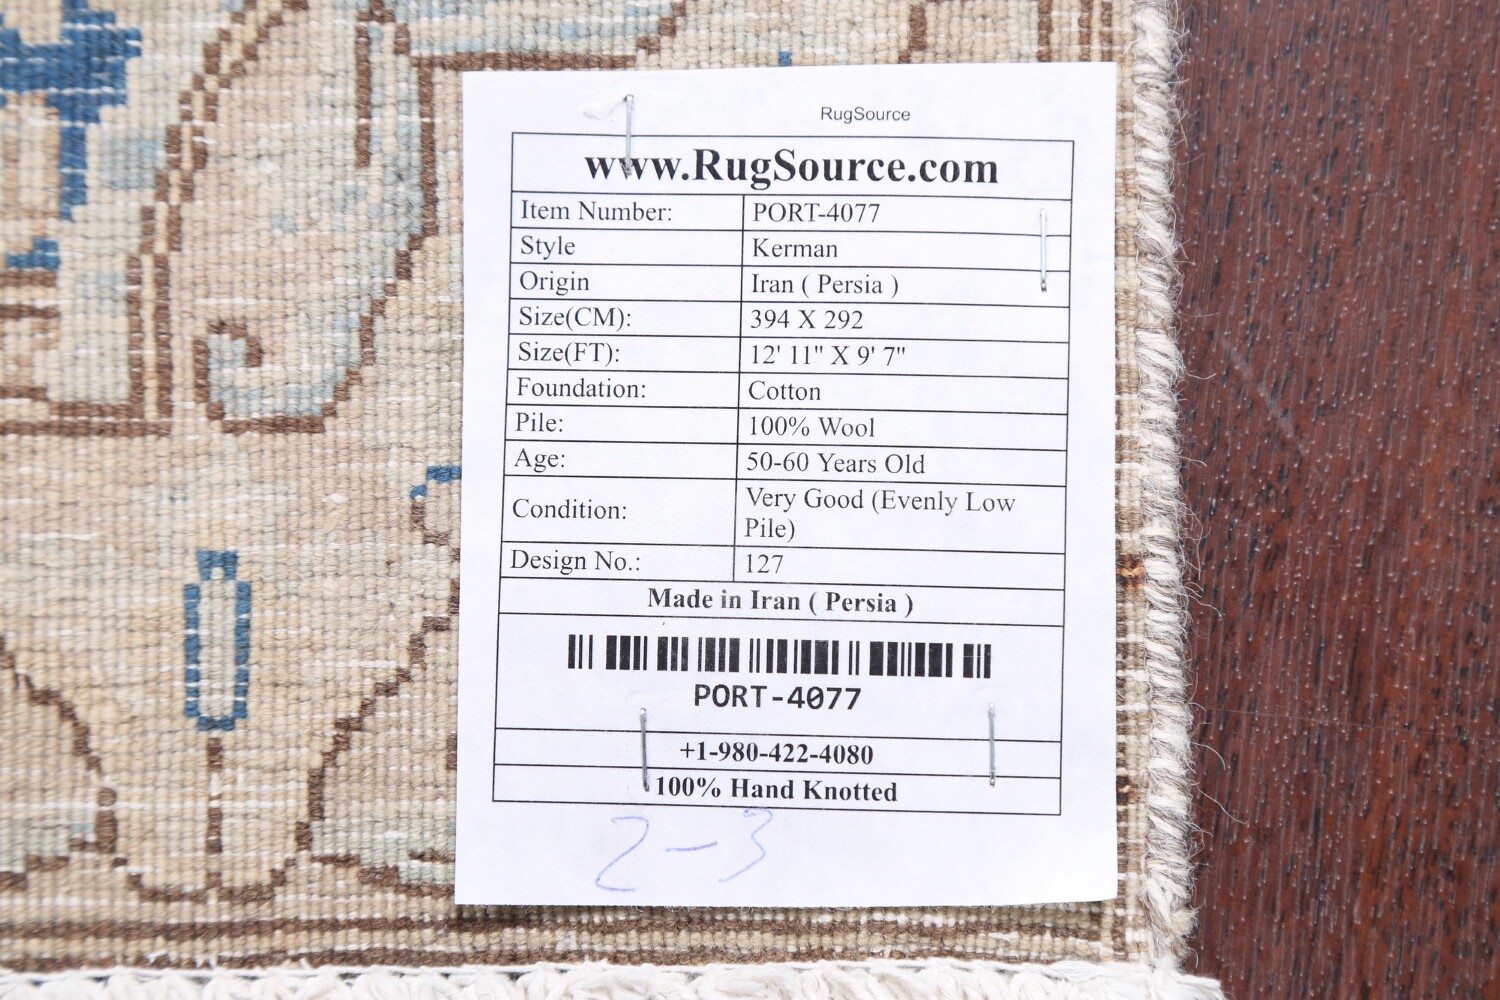 RugSource
www.RugSource.com
Item Number: PORT-4077
Style Kerman
Origin Iran ( Persia )
Size(CM): 394 X 292
Size(FT): 12' 11" X 9' 7"
Foundation: Cotton
Pile: 100% Wool
Age: 50-60 Years Old
Condition: Very Good (Evenly Low
Pile)
Design No.: 127
Made in Iran ( Persia )
PORT-4077
+1-980-422-4080
100% Hand Knotted
2-3